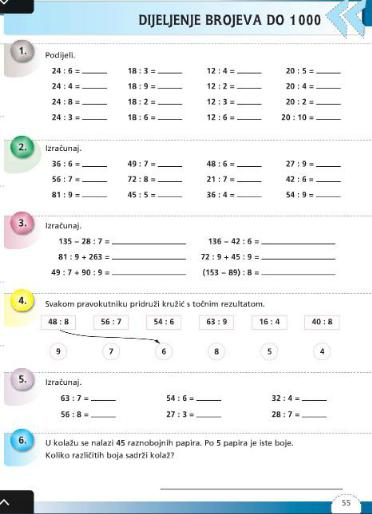 DIJELJENJE BROJEVA DO 1000
1.
Podijeli.
24 : 6 = ______ 18 : 3 = ______ 12 : 4 = ______ 20 : 5 = ______
24 : 4 = ______ 18 : 9 = ______ 12 : 2 = ______ 20 : 4 = ______
24 : 8 = ______ 18 : 2 = ______ 12 : 3 = ______ 20 : 2 = ______
24 : 3 = ______ 18 : 6 = ______ 12 : 6 = ______ 20 : 10 = ______
2.
Izračunaj.
36 : 6 = ______ 49 : 7 = ______ 48 : 6 = ______ 27 : 9 = ______
56 : 7 = ______ 72 : 8 = ______ 21 : 7 = ______ 42 : 6 = ______
81 : 9 = ______ 45 : 5 = ______ 36 : 4 = ______ 54 : 9 = ______
3.
Izračunaj.
135 – 28 : 7 = ______ 136 – 42 : 6 = ______
81 : 9 + 263 = ______ 72 : 9 + 45 : 9 = ______
49 : 7 + 90 : 9 = ______ (153 – 89) : 8 = ______
4.
Svakom pravokutniku pridruži kružić s točnim rezultatom.
48 : 8 56 : 7 54 : 6 63 : 9 16 : 4 40 : 8
9 7 6 8 5 4
5.
Izračunaj.
63 : 7 = ______ 54 : 6 = ______ 32 : 4 = ______
56 : 8 = ______ 27 : 3 = ______ 28 : 7 = ______
6.
U kolažu se nalazi 45 raznobojnih papira. Po 5 papira je iste boje.
Koliko različitih boja sadrži kolaž?
55